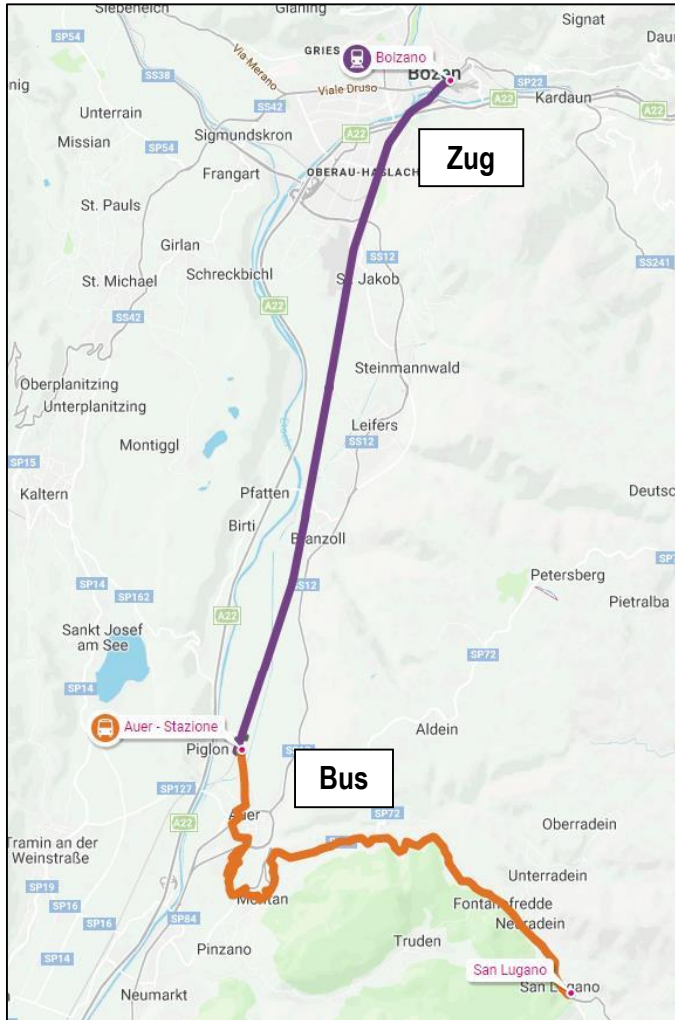 Siebeneich
Glaning
Signat
SP54
GRIES
Bolzano
Dau
Via Merano
Bozen
SP22
A22
SS38
Viale Druso
Kardaun
A22
SS42
Unterrain
A22
Zug
Sigmundskron
Missian
SP54
Frangart
OBERAU-HASLACH
St. Pauls
Girlan
SS12
SS241
Schreckbichl
St. Jakob
St. Michael
A22
SS42
Steinmannwald
Oberplanitzing
Unterplanitzing
Leifers
Montiggl
SS12
SP15
Kaltern
Pfatten
Deutsc
Birti
Branzoll
SP14
SP162
SS12
Petersberg
Pietralba
A22
Sankt Josef
am See
SP72
SP14
Auer - Stazione
Aldein
Piglon
Bus
SP127
Auer
SP72
A22
Oberradein
Tramin an der
Weinstraße
Unterradein
SP19
Montan
Fontanefredde
SP16
SP16
SP84
Neuradein
Truden
Pinzano
San Lugano
SP14
San Lugano
Neumarkt